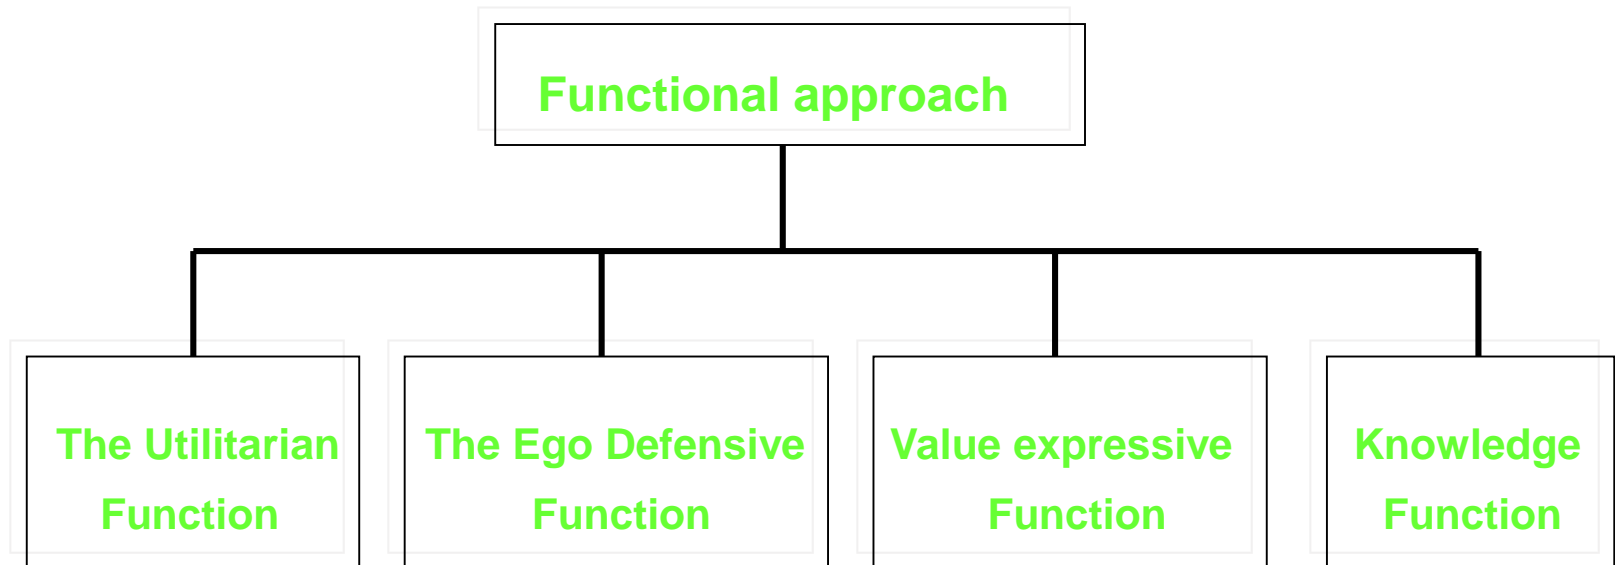 Functional approach
The Utilitarian
Function
The Ego Defensive
Function
Value expressive
Function
Knowledge
Function